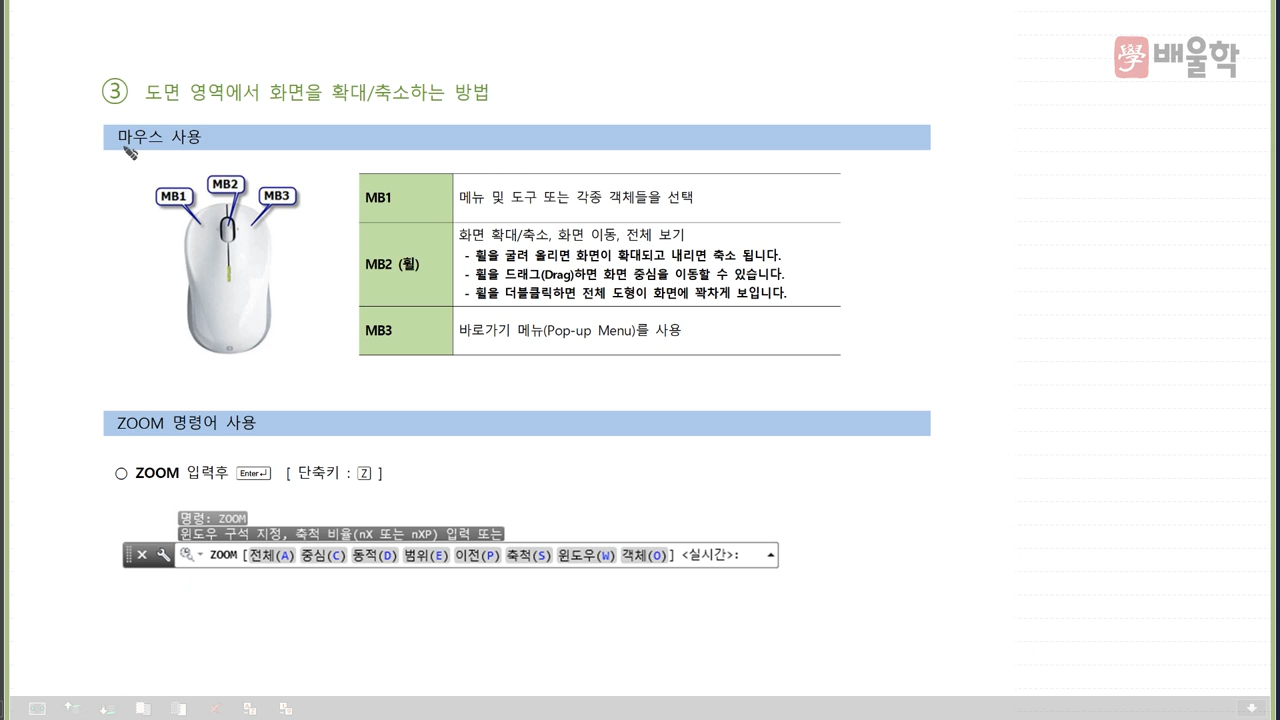 學 배울학
③ 도면 영역에서 화면을 확대/축소하는 방법
마우스 사용
MB1
MB2
MB3
MB1 메뉴 및 도구 또는 각종 객체들을 선택
MB2 (휠)
화면 확대/축소, 화면 이동, 전체 보기
- 휠을 굴려 올리면 화면이 확대되고 내리면 축소 됩니다.
- 휠을 드래그(Drag)하면 화면 중심을 이동할 수 있습니다.
- 휠을 더블클릭하면 전체 도형이 화면에 꽉차게 보입니다.
MB3 바로가기 메뉴(Pop-up Menu)를 사용
ZOOM 명령어 사용
○ ZOOM 입력후 Enter↵ [ 단축키 : Z ]
명령: ZOOM
윈도우 구석 지정, 축척 비율(nX 또는 nXP) 입력 또는
ZOOM [전체(A) 중심(C) 동적(D) 범위(E) 이전(P) 축척(S) 윈도우(W) 객체(O)] <실시간>: